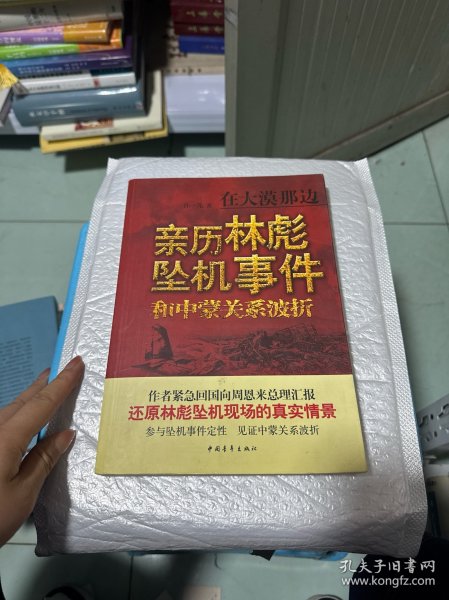 在大漠那边
亲历林彪
坠机事件
和中蒙关系波折
作者紧急回国向周恩来总理汇报
还原林彪坠机现场的真实情景
参与坠机事件定性 见证中蒙关系波折
中国青年出版社
孔夫子旧书网
www.kongfz.com